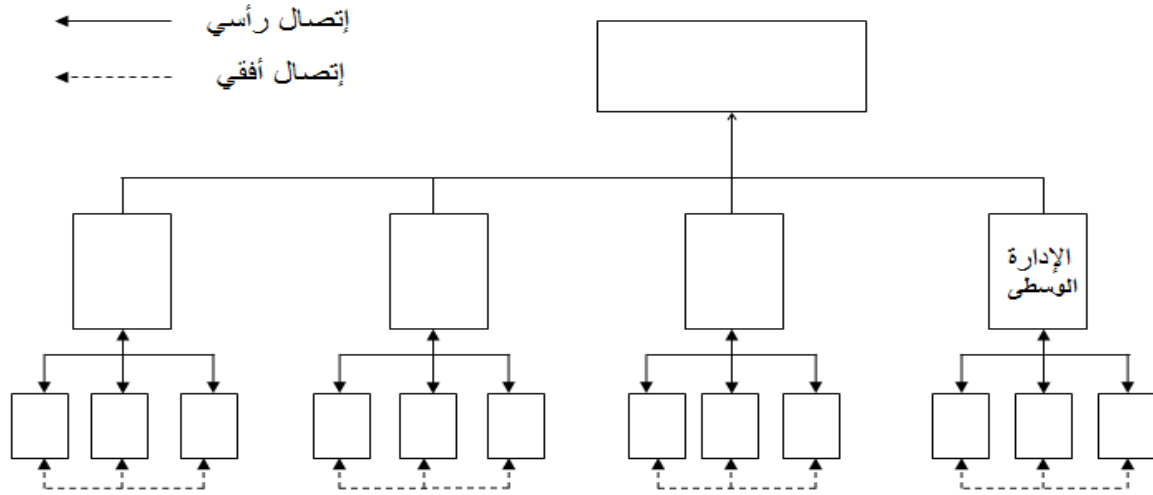 إتصال رأسي
إتصال أفقي
الإدارة
الوسطى